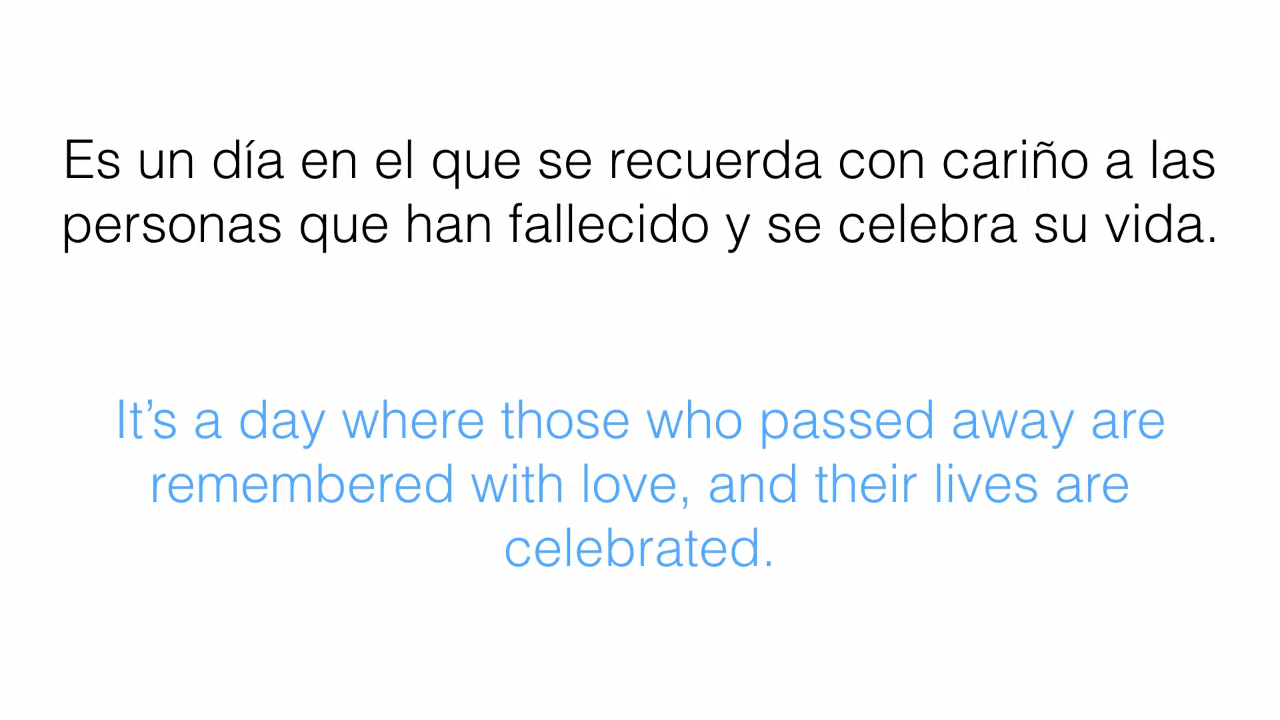 Es un día en el que se recuerda con cariño a las
personas que han fallecido y se celebra su vida.
It’s a day where those who passed away are
remembered with love, and their lives are
celebrated.